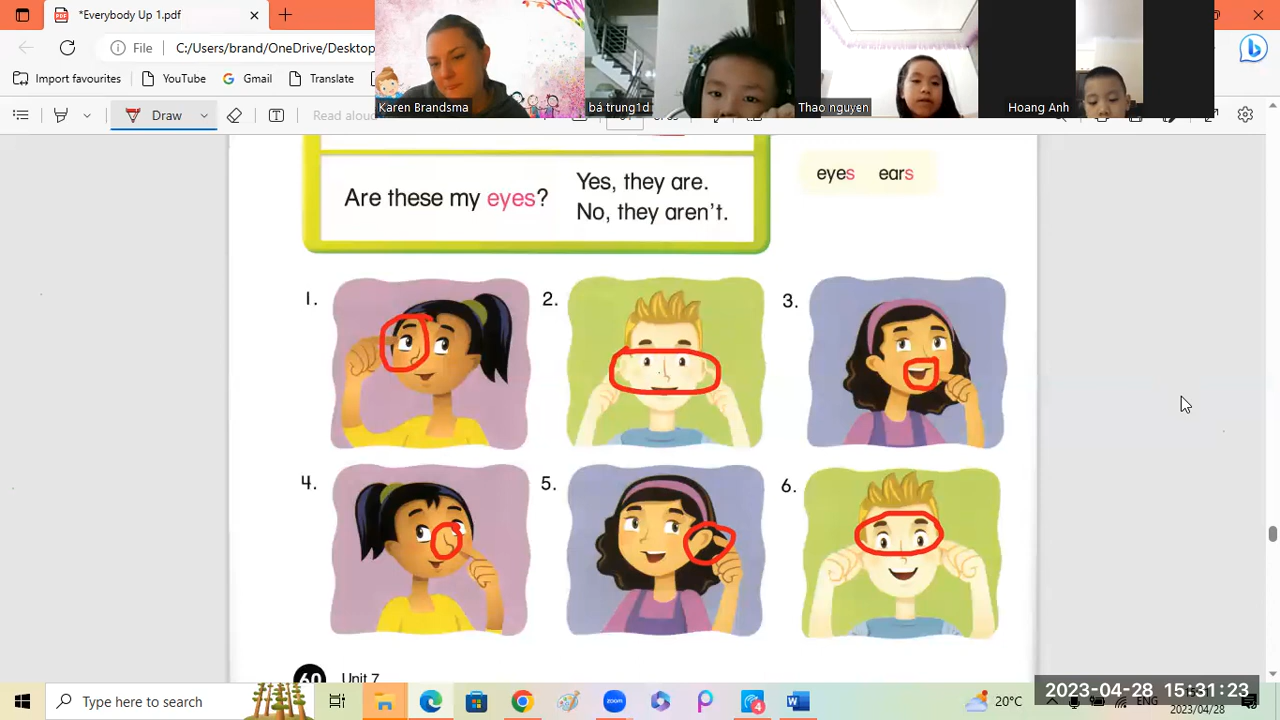 *Everybody Up 1.pdf
File
C:/Users/brand/OneDrive/Desktop
Import favourites
YouTube
Gmail
Translate
Karen Brandsma
bá trung1d
Thao nguyen
Hoang Anh
Draw
Read aloud
Are these my eyes?
Yes, they are.
No, they aren't.
eyes ears
1.
2.
3.
4.
5.
6.
60 Unit 7
Type here to search
4
20°C
ENG
2023-04-28 15:31:23
2023/04/28